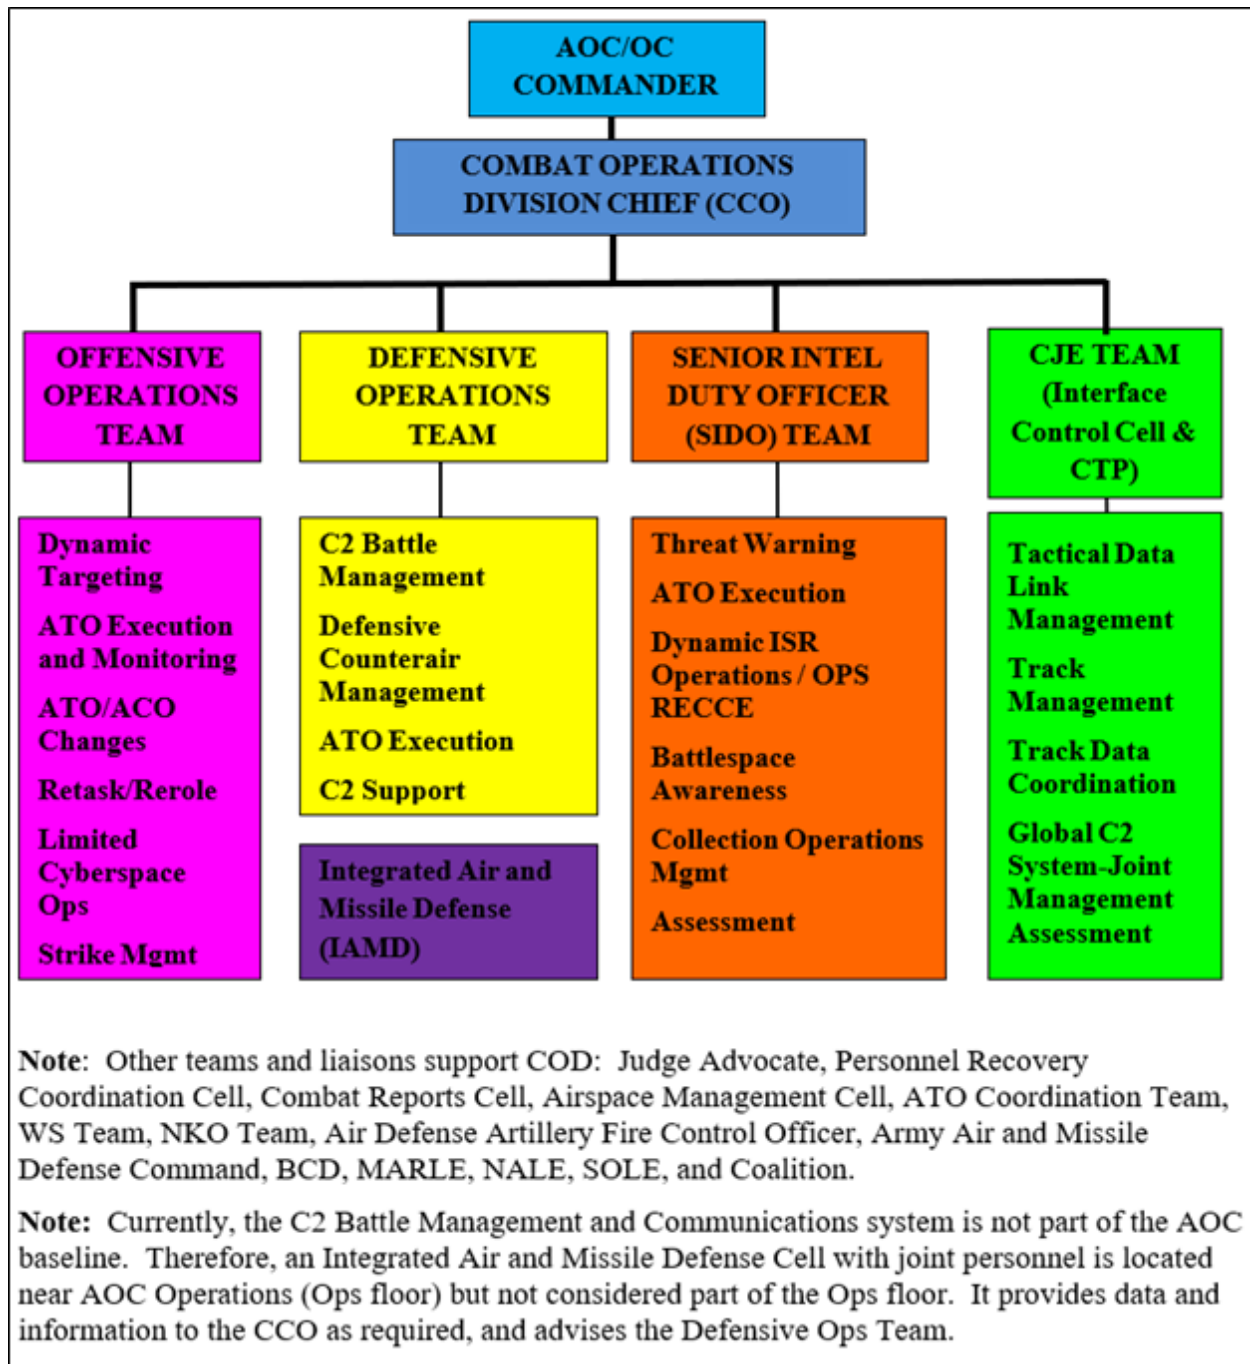 AOC/OC
COMMANDER
COMBAT OPERATIONS
DIVISION CHIEF (CCO)
OFFENSIVE
OPERATIONS
TEAM
DEFENSIVE
OPERATIONS
TEAM
SENIOR INTEL
DUTY OFFICER
(SIDO) TEAM
CJE TEAM
(Interface
Control Cell &
CTP)
Dynamic
Targeting
ATO Execution
and Monitoring
ATO/ACO
Changes
Retask/Rerole
Limited
Cyberspace
Ops
Strike Mgmt
C2 Battle
Management
Defensive
Counterair
Management
ATO Execution
C2 Support
Integrated Air and
Missile Defense
(IAMD)
Threat Warning
ATO Execution
Dynamic ISR
Operations / OPS
RECCE
Battlespace
Awareness
Collection Operations
Mgmt
Assessment
Tactical Data
Link
Management
Track
Management
Track Data
Coordination
Global C2
System-Joint
Management
Assessment
Note:  Other teams and liaisons support COD:  Judge Advocate, Personnel Recovery
Coordination Cell, Combat Reports Cell, Airspace Management Cell, ATO Coordination Team,
WS Team, NKO Team, Air Defense Artillery Fire Control Officer, Army Air and Missile
Defense Command, BCD, MARLE, NALE, SOLE, and Coalition.
Note:  Currently, the C2 Battle Management and Communications system is not part of the AOC
baseline.  Therefore, an Integrated Air and Missile Defense Cell with joint personnel is located
near AOC Operations (Ops floor) but not considered part of the Ops floor.  It provides data and
information to the CCO as required, and advises the Defensive Ops Team.